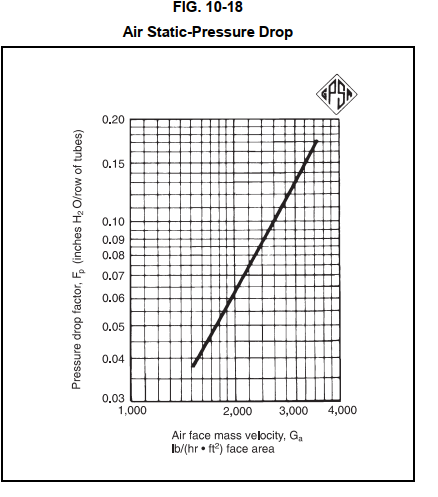 FIG. 10-18
Air Static-Pressure Drop
GPSA
0.20
0.15
0.10
0.09
0.08
0.07
0.06
0.05
0.04
0.03
Pressure drop factor, Fp (inches H2 O/row of tubes)
1,000
2,000
3,000
4,000
Air face mass velocity, Ga
lb/(hr • ft²) face area